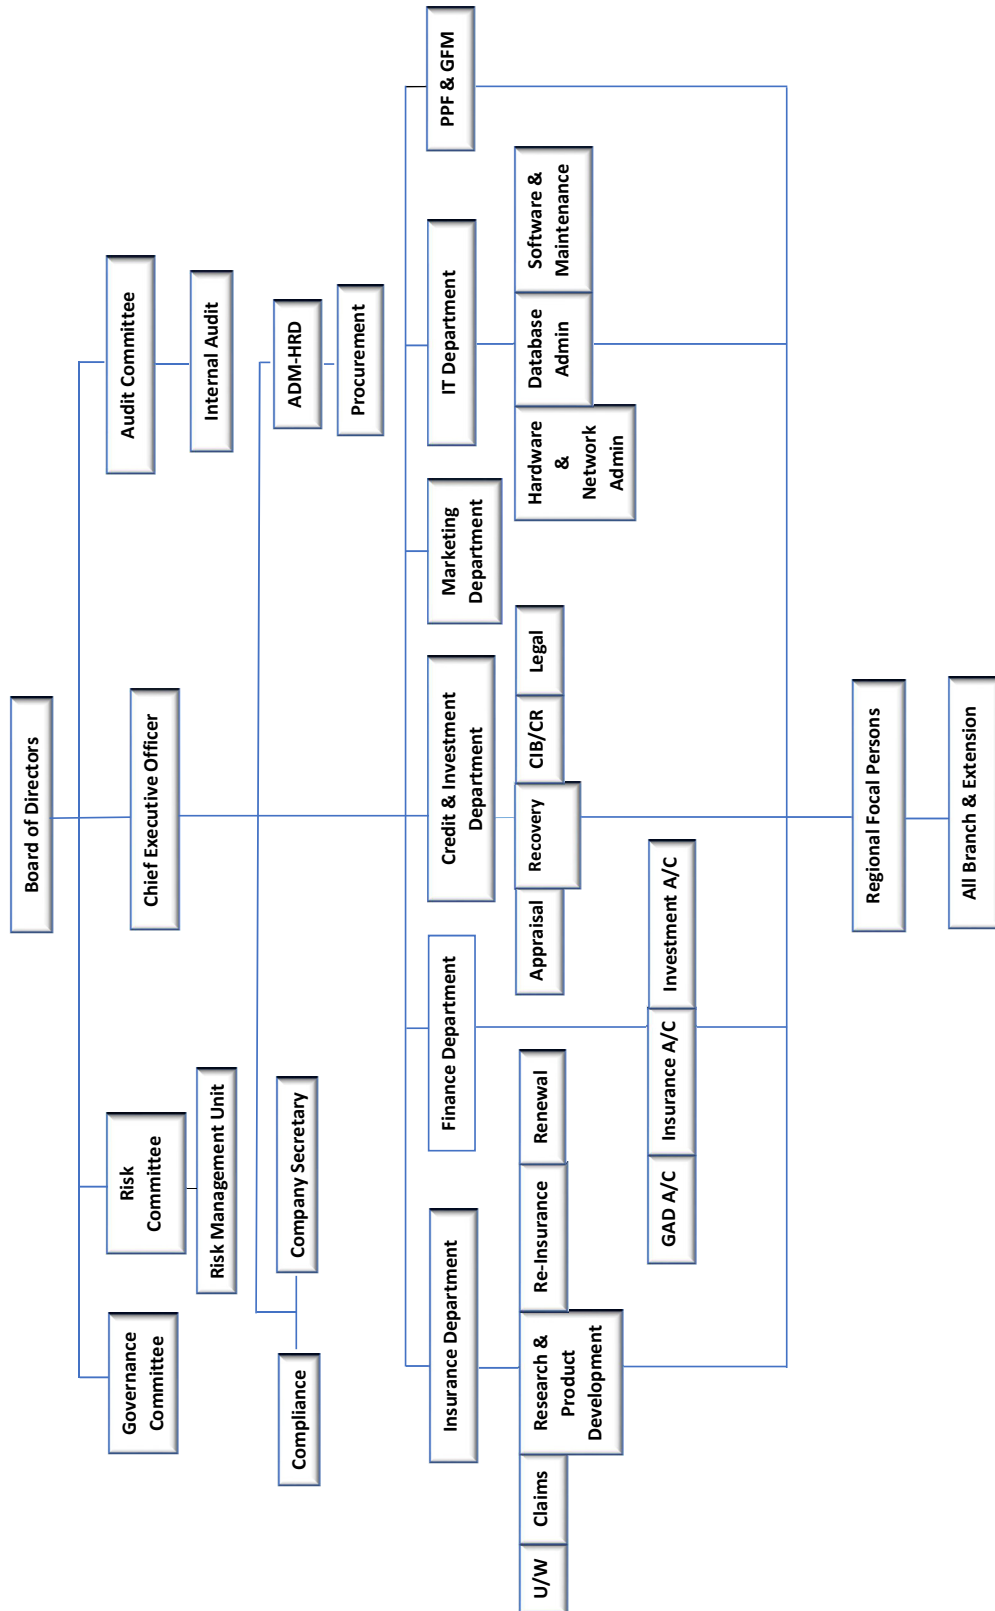 Board of Directors
Governance
Committee
Risk
Committee
Audit Committee
Chief Executive Officer
Risk Management Unit
Internal Audit
Compliance
Company Secretary
ADM-HRD
Procurement
Insurance Department
Finance Department
Credit & Investment
Department
Marketing
Department
IT Department
PPF & GFM
U/W
Claims
Research &
Product
Development
Re-Insurance
Renewal
Appraisal
Recovery
CIB/CR
Legal
Hardware
&
Network
Admin
Database
Admin
Software &
Maintenance
GAD A/C
Insurance A/C
Investment A/C
Regional Focal Persons
All Branch & Extension